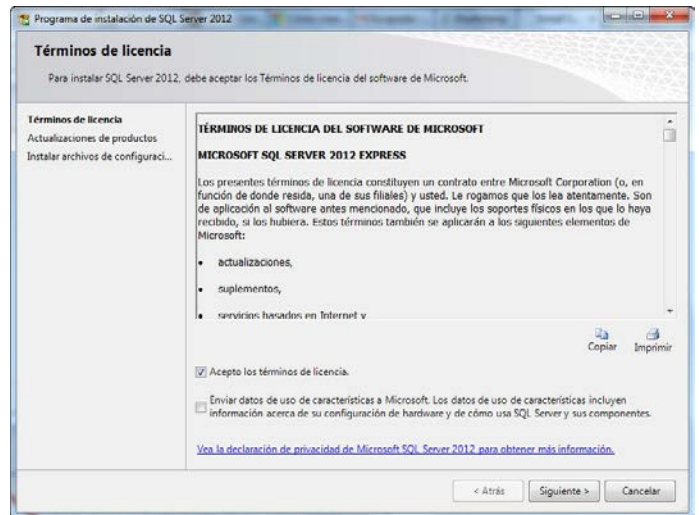 Programa de instalación de SQL Server 2012
Términos de licencia
Para instalar SQL Server 2012, debe aceptar los Términos de licencia del software de Microsoft.
Términos de licencia
Actualizaciones de productos
Instalar archivos de configuraci...
TÉRMINOS DE LICENCIA DEL SOFTWARE DE MICROSOFT
MICROSOFT SQL SERVER 2012 EXPRESS
Los presentes términos de licencia constituyen un contrato entre Microsoft Corporation (o, en
función de donde resida, una de sus filiales) y usted. Le rogamos que los lea atentamente. Son
de aplicación al software antes mencionado, que incluye los soportes físicos en los que lo haya
recibido, si los hubiera. Estos términos también se aplicarán a los siguientes elementos de
Microsoft:
• actualizaciones,
• suplementos,
• servicios basados en Internet y
Copiar Imprimir
Acepto los términos de licencia.
Enviar datos de uso de características a Microsoft. Los datos de uso de características incluyen
información acerca de su configuración de hardware y de cómo usa SQL Server y sus componentes.
Vea la declaración de privacidad de Microsoft SQL Server 2012 para obtener más información.
< Atrás Siguiente > Cancelar